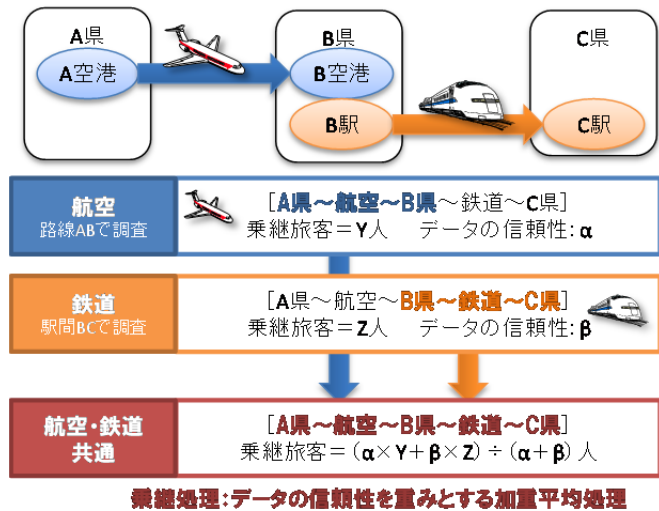 A県
B県
C県
A空港
B空港
B駅
C駅
航空
路線ABで調査
[A県～航空～B県～鉄道～C県]
乗継旅客＝Y人 データの信頼性:α
鉄道
駅間BCで調査
[A県～航空～B県～鉄道～C県]
乗継旅客＝Z人 データの信頼性:β
航空・鉄道
共通
[A県～航空～B県～鉄道～C県]
乗継旅客＝(α×Y＋β×Z)÷(α＋β)人
乗継処理:データの信頼性を重みとする加重平均処理